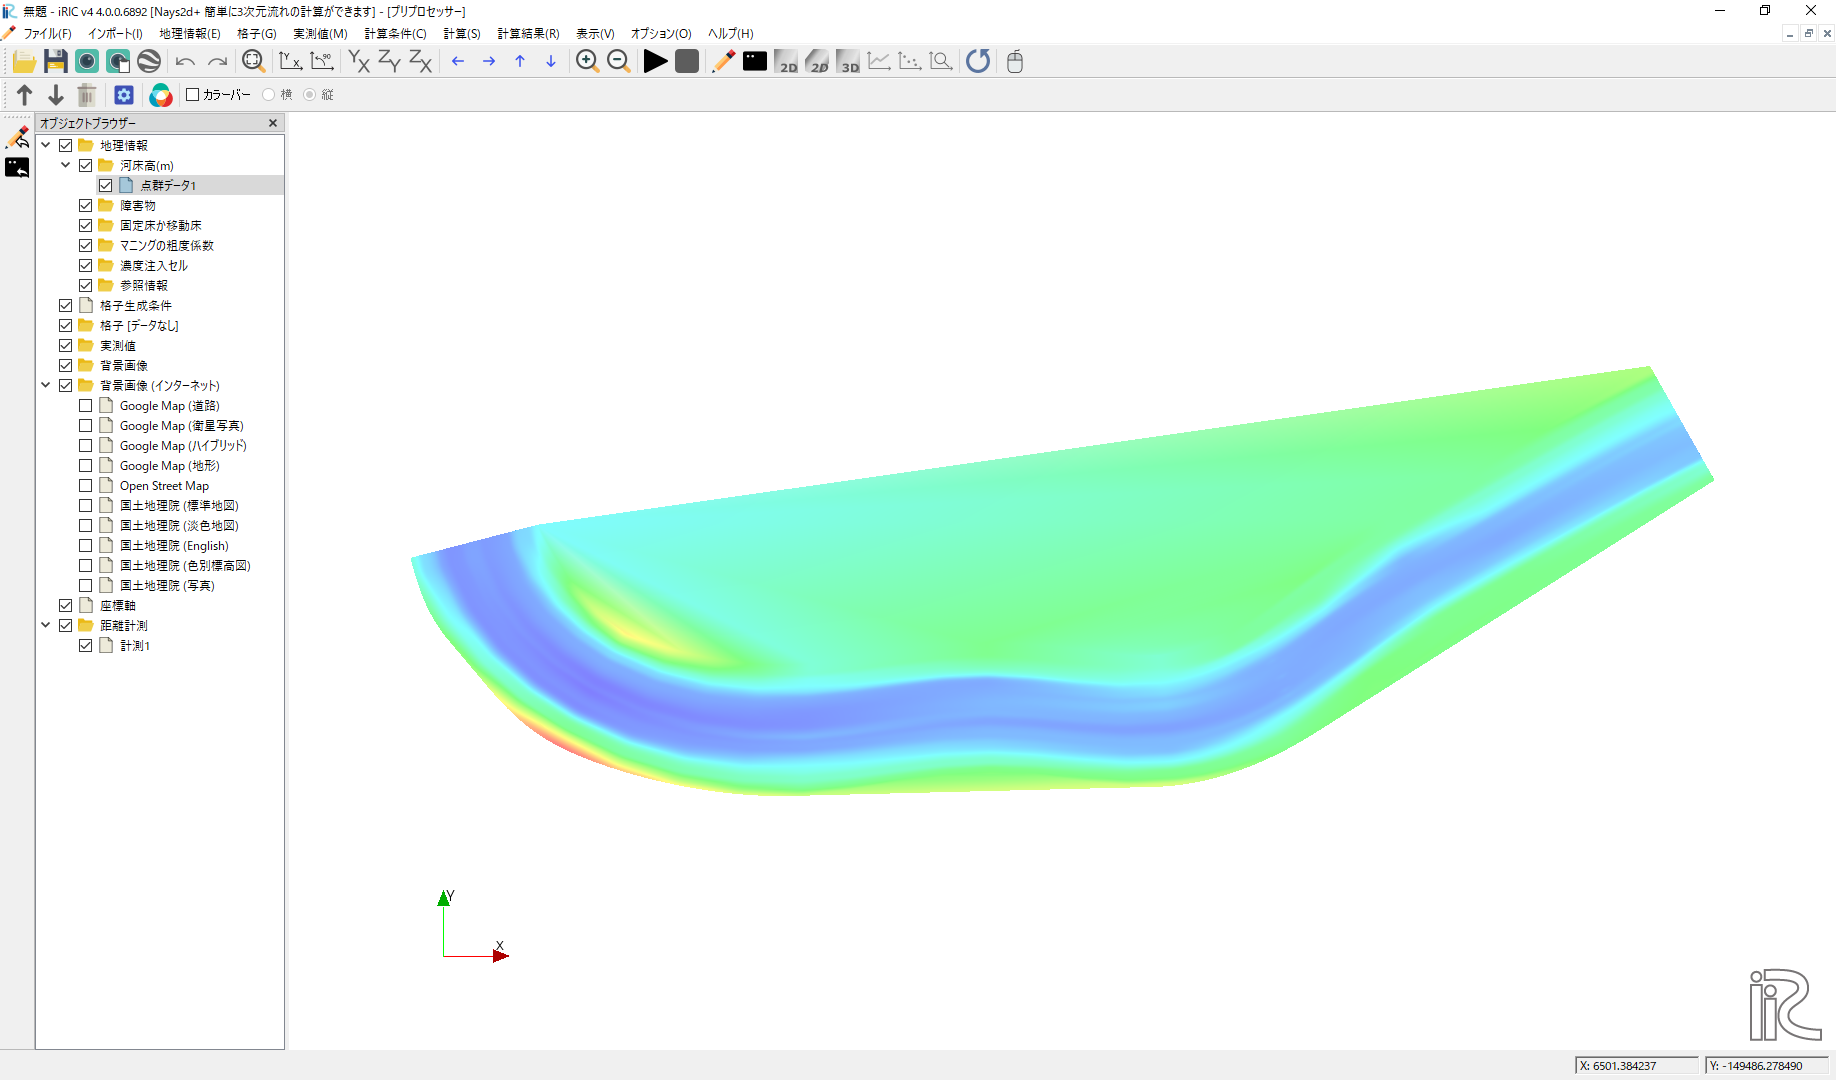 無題 - iRIC v4 4.0.0.6892 [Nays2d+ 簡単に3次元流れの計算ができます] - [プリプロセッサー]
ファイル(F) インポート(I) 地理情報(E) 格子(G) 実測値(M) 計算条件(C) 計算(S) 計算結果(R) 表示(V) オプション(O) ヘルプ(H)
Y X 90 YX ZY ZX 2D 2D 3D
カラーバー 横 縦
オブジェクトブラウザー
地理情報
河床高(m)
点群データ1
障害物
固定床か移動床
マニングの粗度係数
濃度注入セル
参照情報
格子生成条件
格子 [データなし]
実測値
背景画像
背景画像 (インターネット)
Google Map (道路)
Google Map (衛星写真)
Google Map (ハイブリッド)
Google Map (地形)
Open Street Map
国土地理院 (標準地図)
国土地理院 (淡色地図)
国土地理院 (English)
国土地理院 (色別標高図)
国土地理院 (写真)
座標軸
距離計測
計測1
Y
X
iRIC
X: 6501.384237 Y: -149486.278490